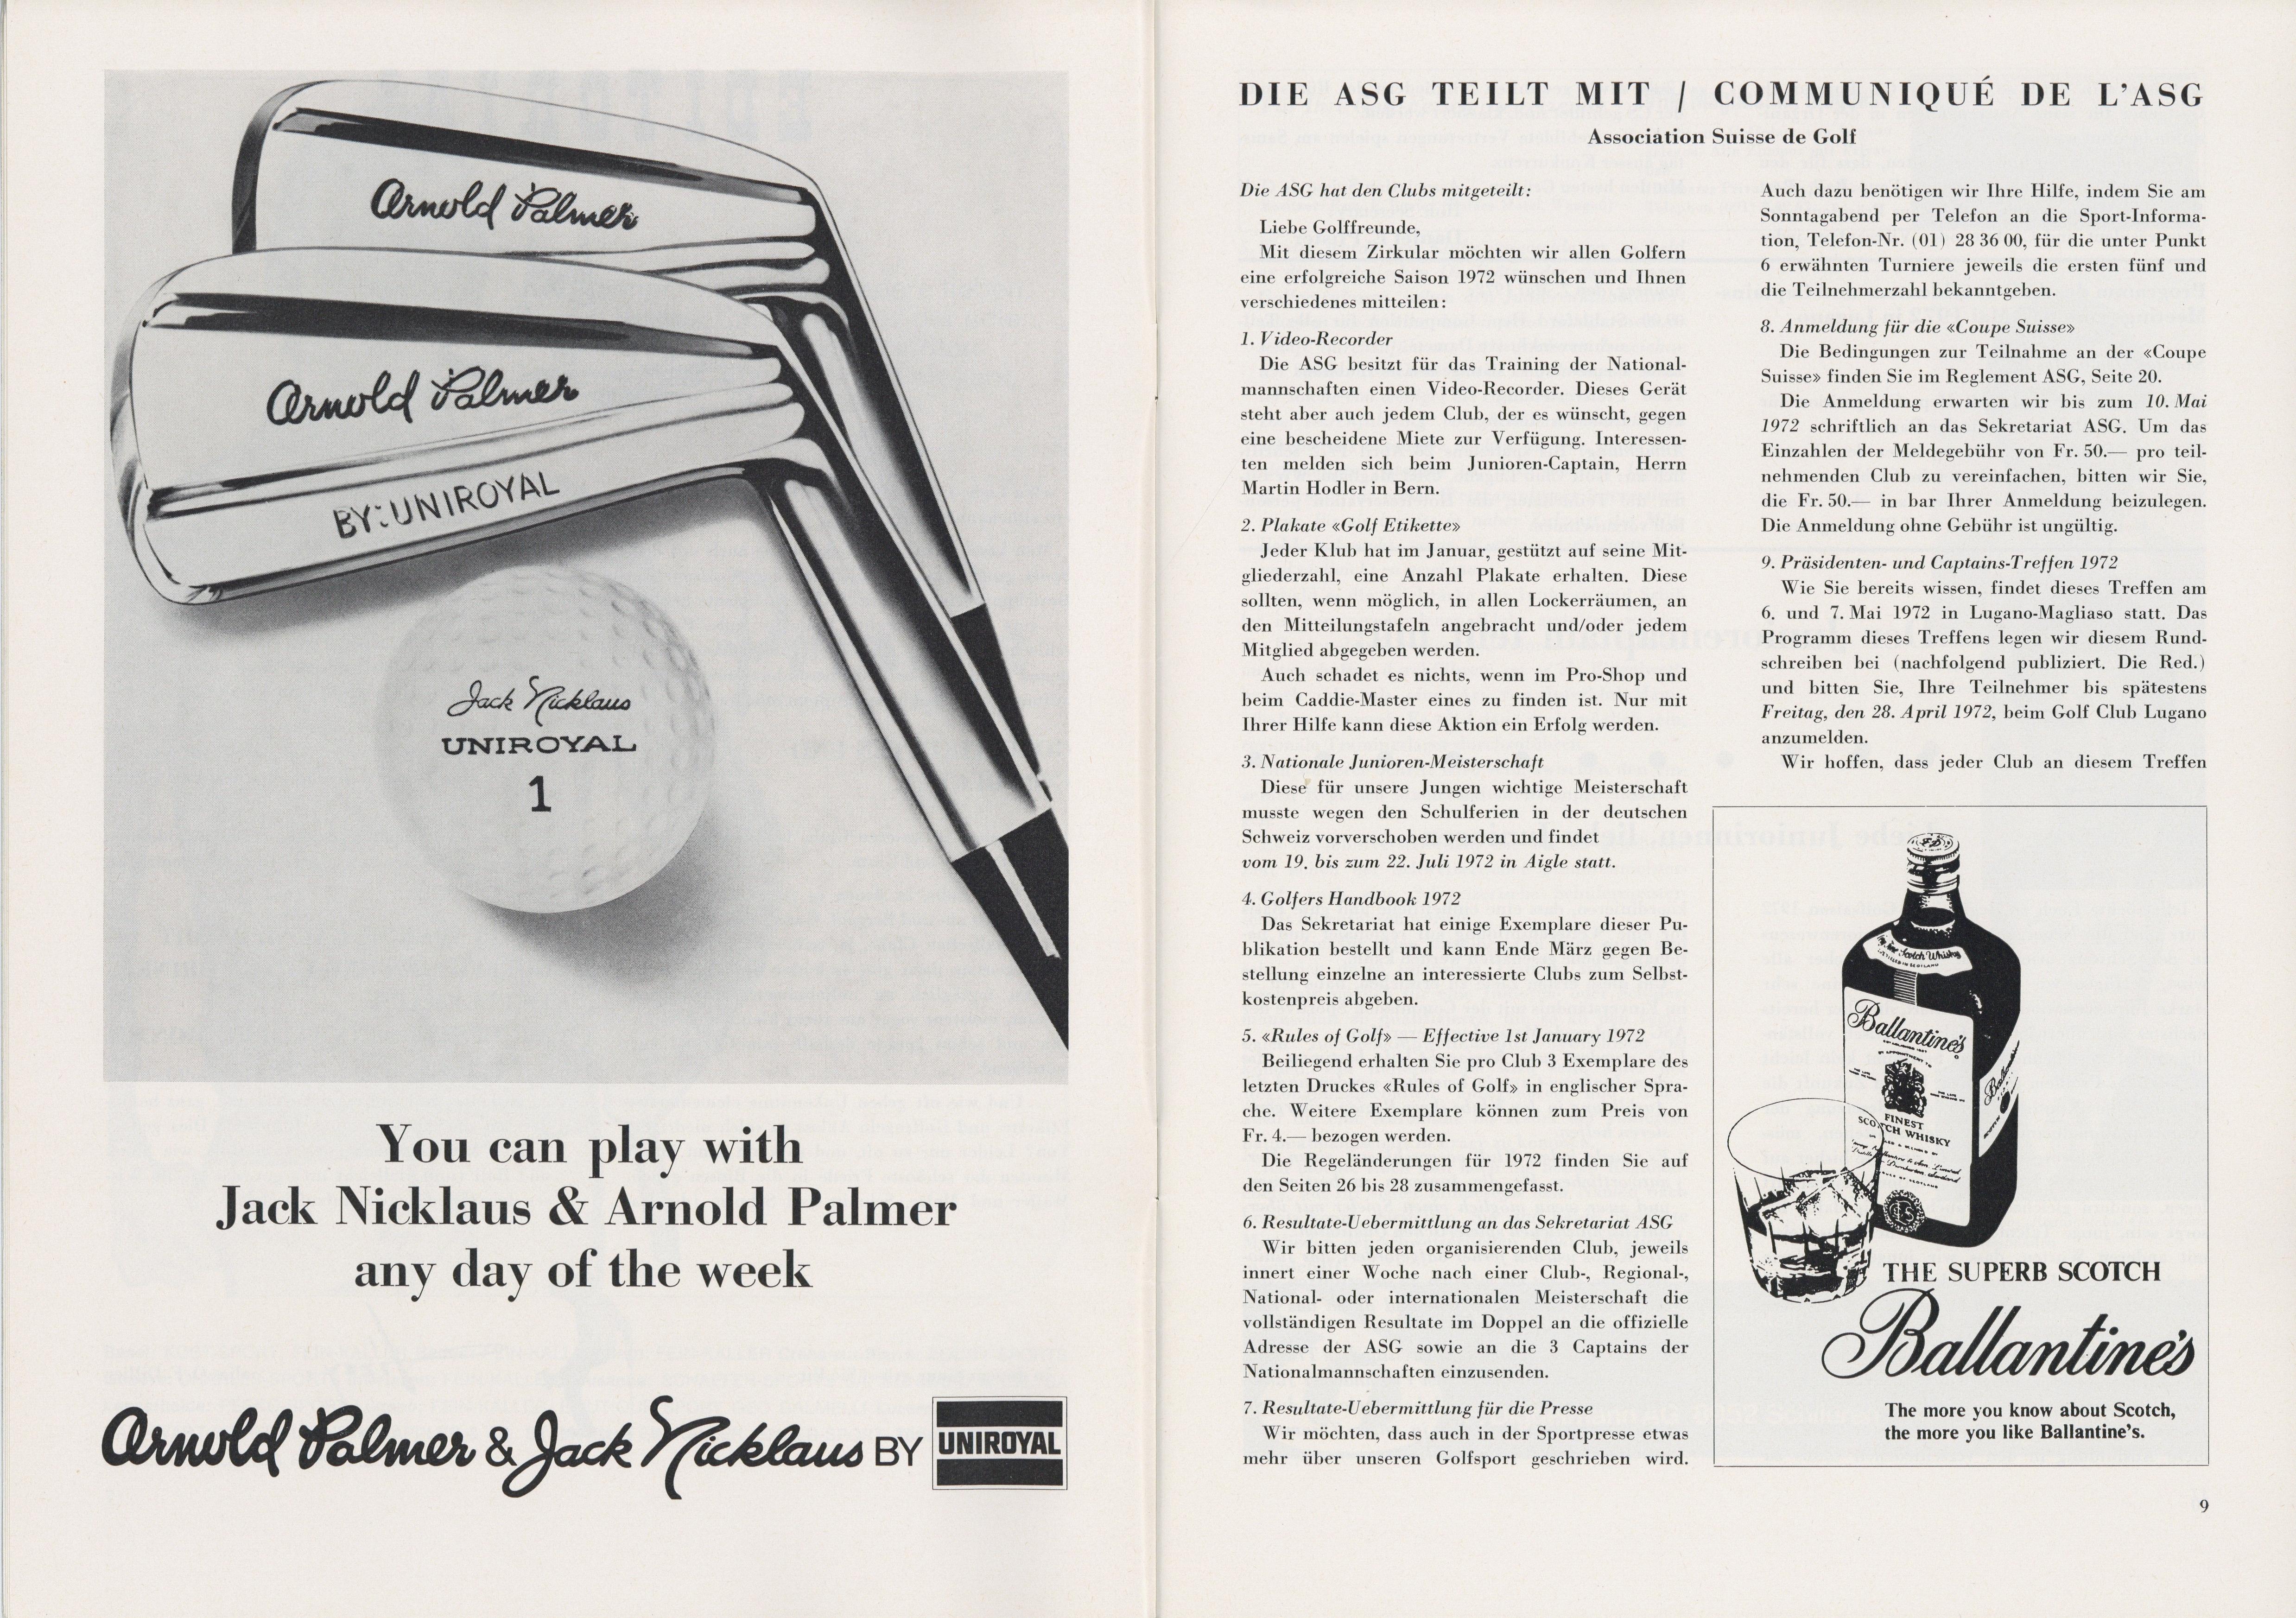 Arnold Palmer
Arnold Palmer
BY: UNIROYAL
Jack Nicklaus
UNIROYAL
1
You can play with
Jack Nicklaus & Arnold Palmer
any day of the week
Arnold Palmer & Jack Nicklaus BY UNIROYAL
DIE ASG TEILT MIT / COMMUNIQUÉ DE L'ASG
Association Suisse de Golf
Die ASG hat den Clubs mitgeteilt:
Liebe Golffreunde,
Mit diesem Zirkular möchten wir allen Golfern
eine erfolgreiche Saison 1972 wünschen und Ihnen
verschiedenes mitteilen:
1. Video-Recorder
Die ASG besitzt für das Training der National-
mannschaften einen Video-Recorder. Dieses Gerät
steht aber auch jedem Club, der es wünscht, gegen
eine bescheidene Miete zur Verfügung. Interessen-
ten melden sich beim Junioren-Captain, Herrn
Martin Hodler in Bern.
2. Plakate «Golf Etikette»
Jeder Klub hat im Januar, gestützt auf seine Mit-
gliederzahl, eine Anzahl Plakate erhalten. Diese
sollten, wenn möglich, in allen Lockerräumen, an
den Mitteilungstafeln angebracht und/oder jedem
Mitglied abgegeben werden.
Auch schadet es nichts, wenn im Pro-Shop und
beim Caddie-Master eines zu finden ist. Nur mit
Ihrer Hilfe kann diese Aktion ein Erfolg werden.
3. Nationale Junioren-Meisterschaft
Diese für unsere Jungen wichtige Meisterschaft
musste wegen den Schulferien in der deutschen
Schweiz vorverschoben werden und findet
vom 19. bis zum 22. Juli 1972 in Aigle statt.
4. Golfers Handbook 1972
Das Sekretariat hat einige Exemplare dieser Pu-
blikation bestellt und kann Ende März gegen Be-
stellung einzelne an interessierte Clubs zum Selbst-
kostenpreis abgeben.
5. «Rules of Golf» — Effective 1st January 1972
Beiliegend erhalten Sie pro Club 3 Exemplare des
letzten Druckes «Rules of Golf» in englischer Spra-
che. Weitere Exemplare können zum Preis von
Fr. 4.— bezogen werden.
Die Regeländerungen für 1972 finden Sie auf
den Seiten 26 bis 28 zusammengefasst.
6. Resultate-Uebermittlung an das Sekretariat ASG
Wir bitten jeden organisierenden Club, jeweils
innert einer Woche nach einer Club-, Regional-,
National- oder internationalen Meisterschaft die
vollständigen Resultate im Doppel an die offizielle
Adresse der ASG sowie an die 3 Captains der
Nationalmannschaften einzusenden.
7. Resultate-Uebermittlung für die Presse
Wir möchten, dass auch in der Sportpresse etwas
mehr über unseren Golfsport geschrieben wird.
Auch dazu benötigen wir Ihre Hilfe, indem Sie am
Sonntagabend per Telefon an die Sport-Informa-
tion, Telefon-Nr. (01) 28 36 00, für die unter Punkt
6 erwähnten Turniere jeweils die ersten fünf und
die Teilnehmerzahl bekanntgeben.
8. Anmeldung für die «Coupe Suisse»
Die Bedingungen zur Teilnahme an der «Coupe
Suisse» finden Sie im Reglement ASG, Seite 20.
Die Anmeldung erwarten wir bis zum 10. Mai
1972 schriftlich an das Sekretariat ASG. Um das
Einzahlen der Meldegebühr von Fr. 50.— pro teil-
nehmenden Club zu vereinfachen, bitten wir Sie,
die Fr. 50.— in bar Ihrer Anmeldung beizulegen.
Die Anmeldung ohne Gebühr ist ungültig.
9. Präsidenten- und Captains-Treffen 1972
Wie Sie bereits wissen, findet dieses Treffen am
6. und 7. Mai 1972 in Lugano-Magliaso statt. Das
Programm dieses Treffens legen wir diesem Rund-
schreiben bei (nachfolgend publiziert. Die Red.)
und bitten Sie, Ihre Teilnehmer bis spätestens
Freitag, den 28. April 1972, beim Golf Club Lugano
anzumelden.
Wir hoffen, dass jeder Club an diesem Treffen
Scotch Whisky
Ballantine's
FINEST
SCOTCH WHISKY
THE SUPERB SCOTCH
Ballantine's
The more you know about Scotch,
the more you like Ballantine's.
9